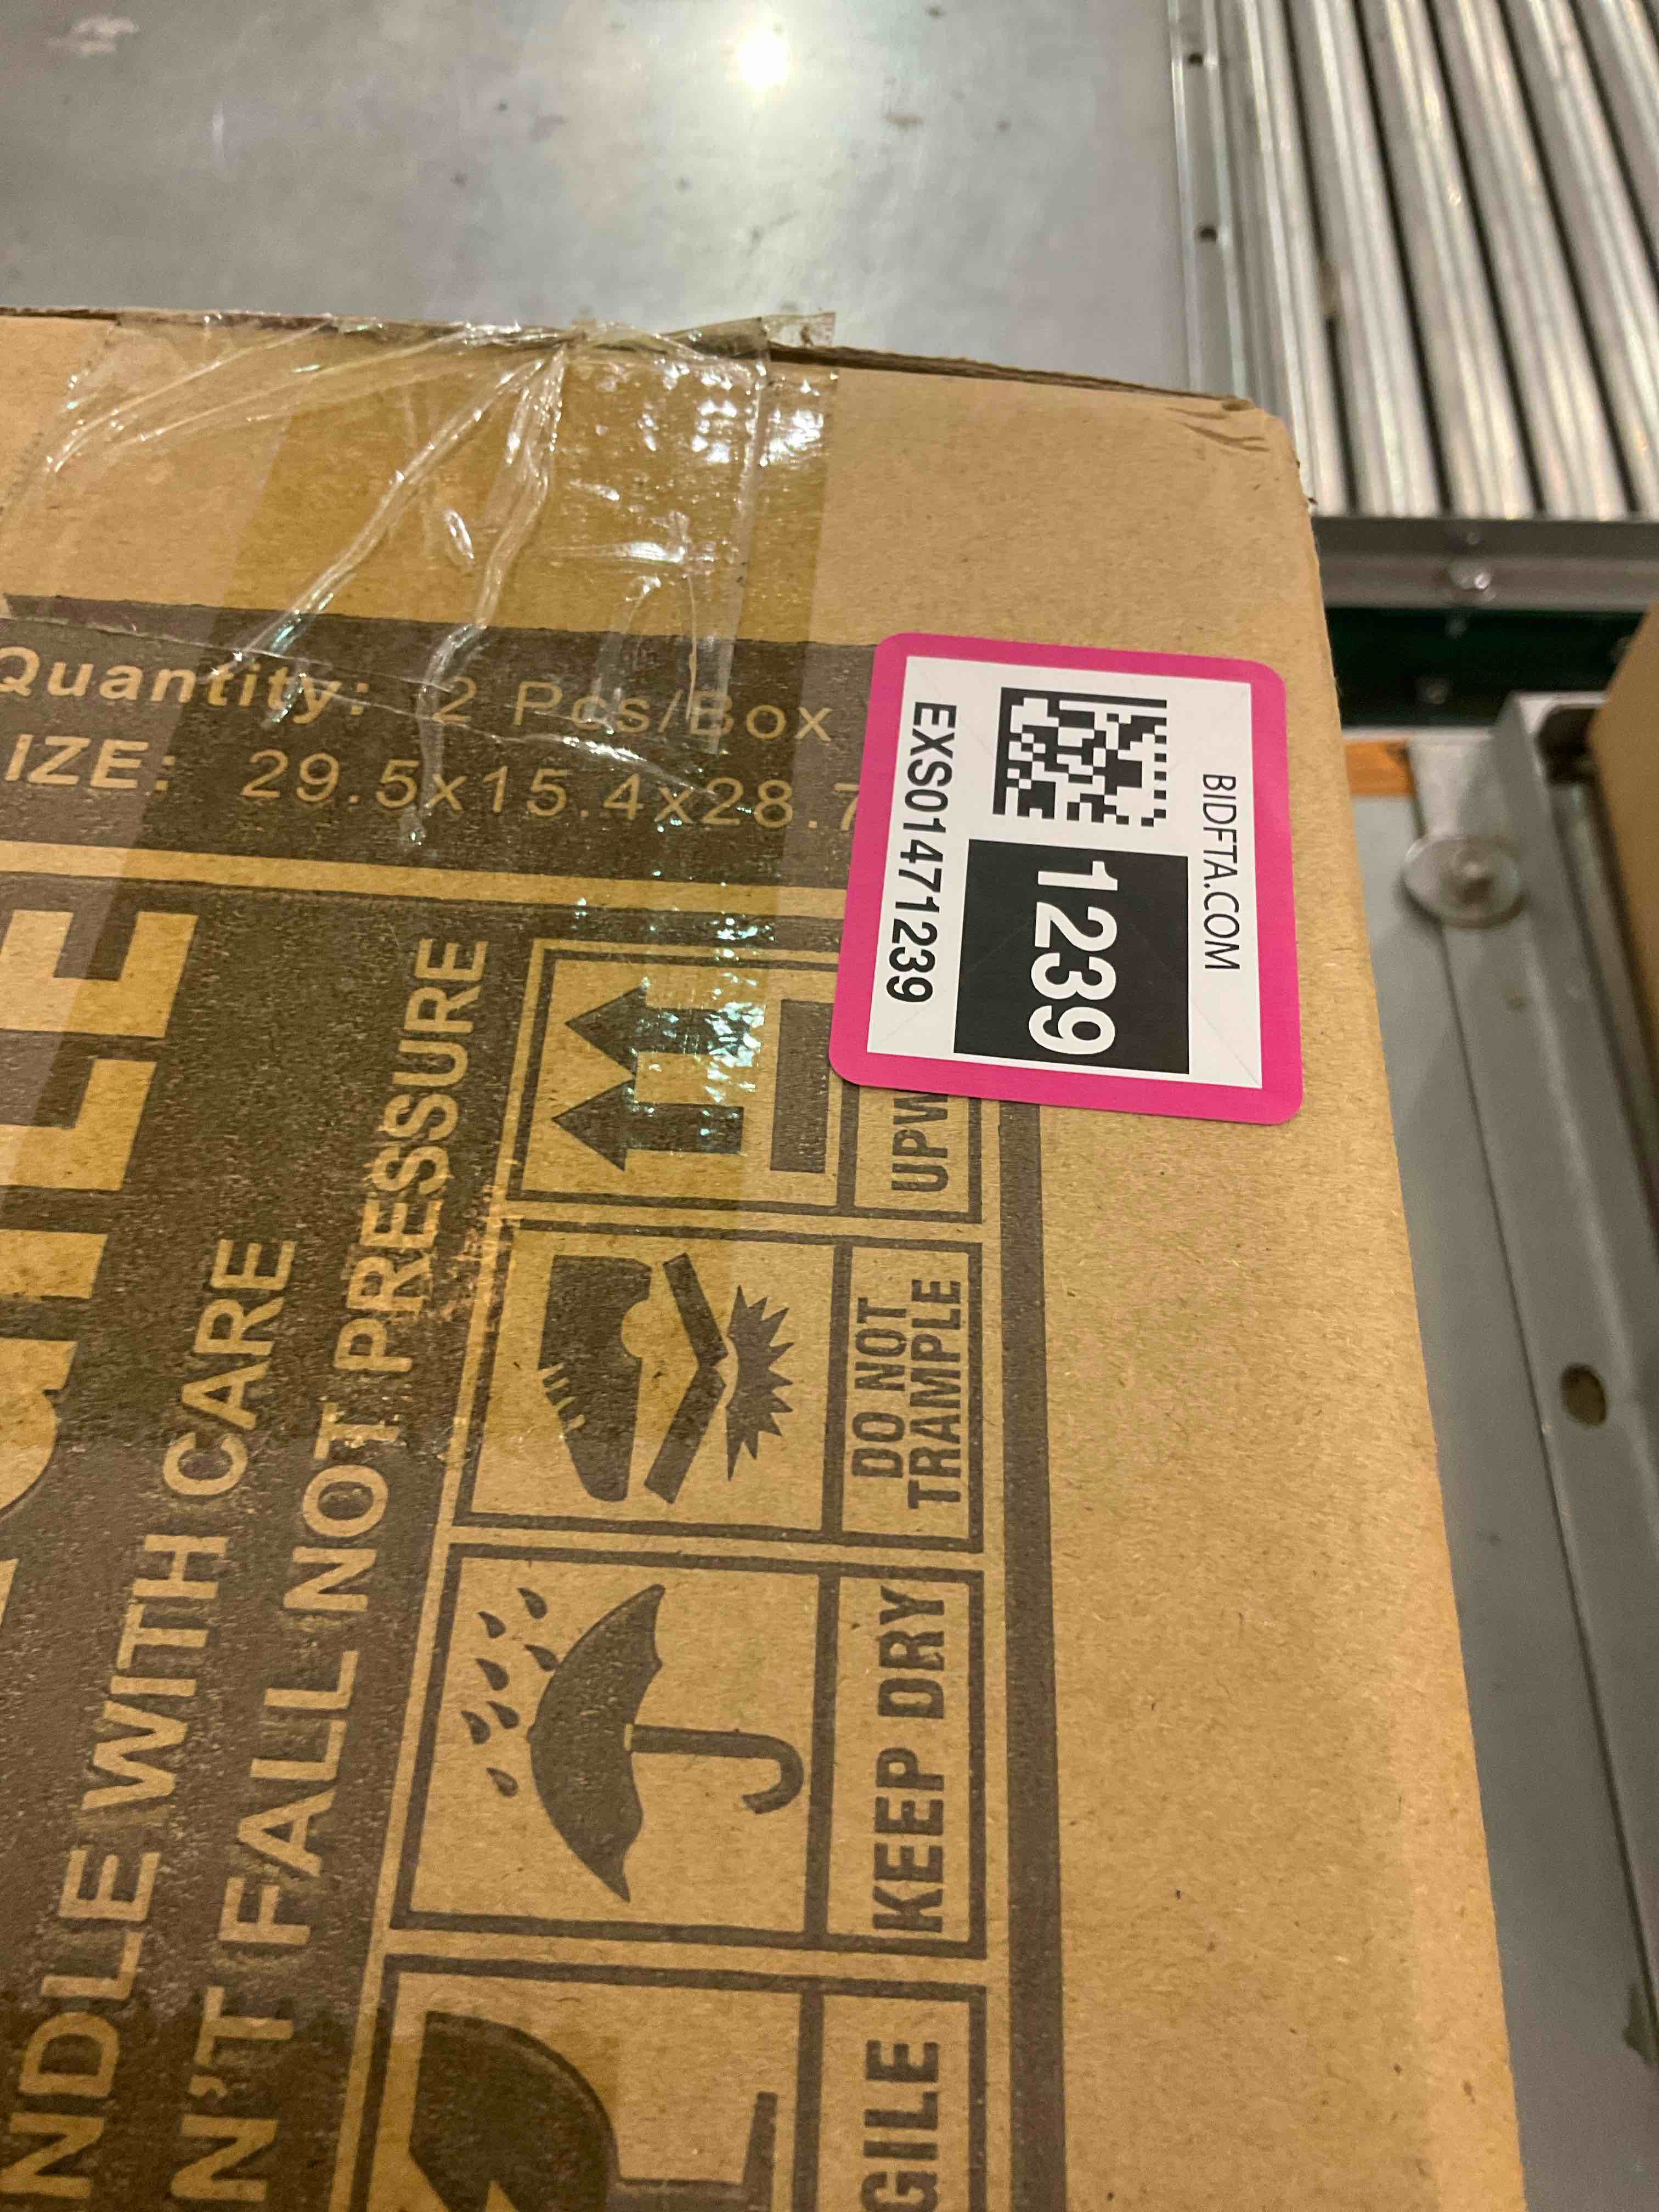 Quantity: 2 Pcs/Box
IZE: 29.5x15.4x28.7
BIDFTA.COM
1239
EXS01471239
NDLE WITH CARE
N'T FALL NOT PRESSURE
UPW
DO NOT
TRAMPLE
KEEP DRY
GILE